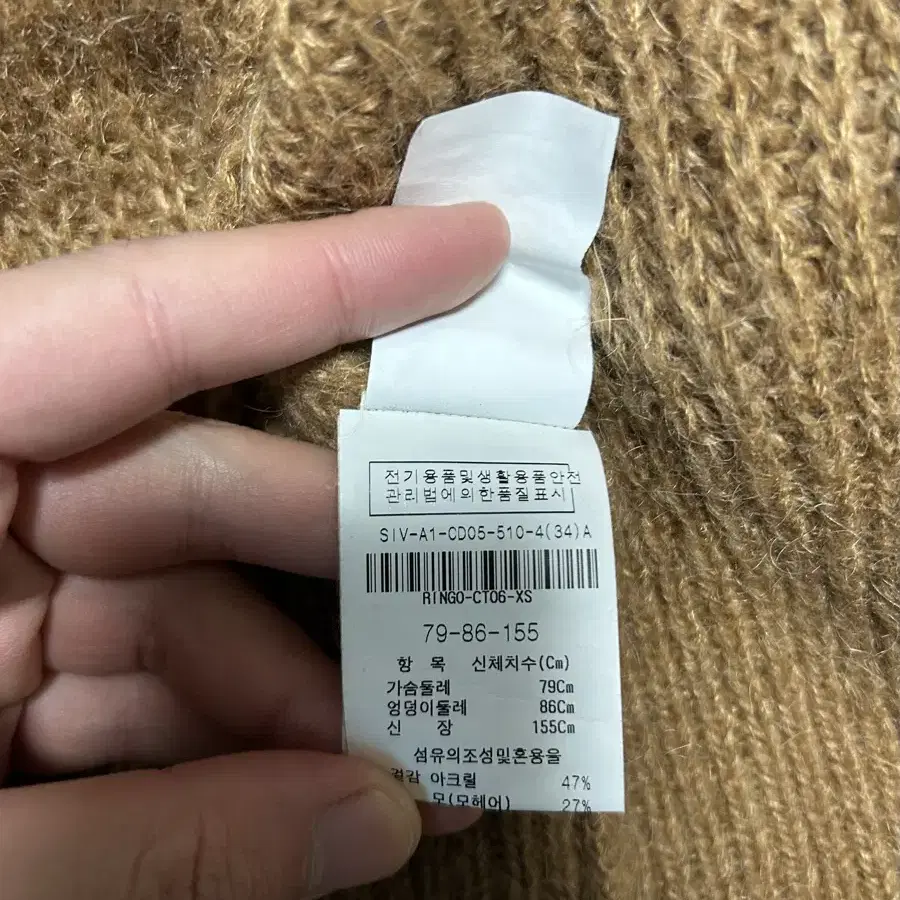 전기용품및생활용품안전
관리법에의한품질표시
SIV-A1-CD05-510-4(34)A
RINGO-CT06-XS
79-86-155
항 목 신체치수(Cm)
가슴둘레 79Cm
엉덩이둘레 86Cm
신 장 155Cm
섬유의조성및혼용율
겉감 아크릴 47%
모(모헤어) 27%